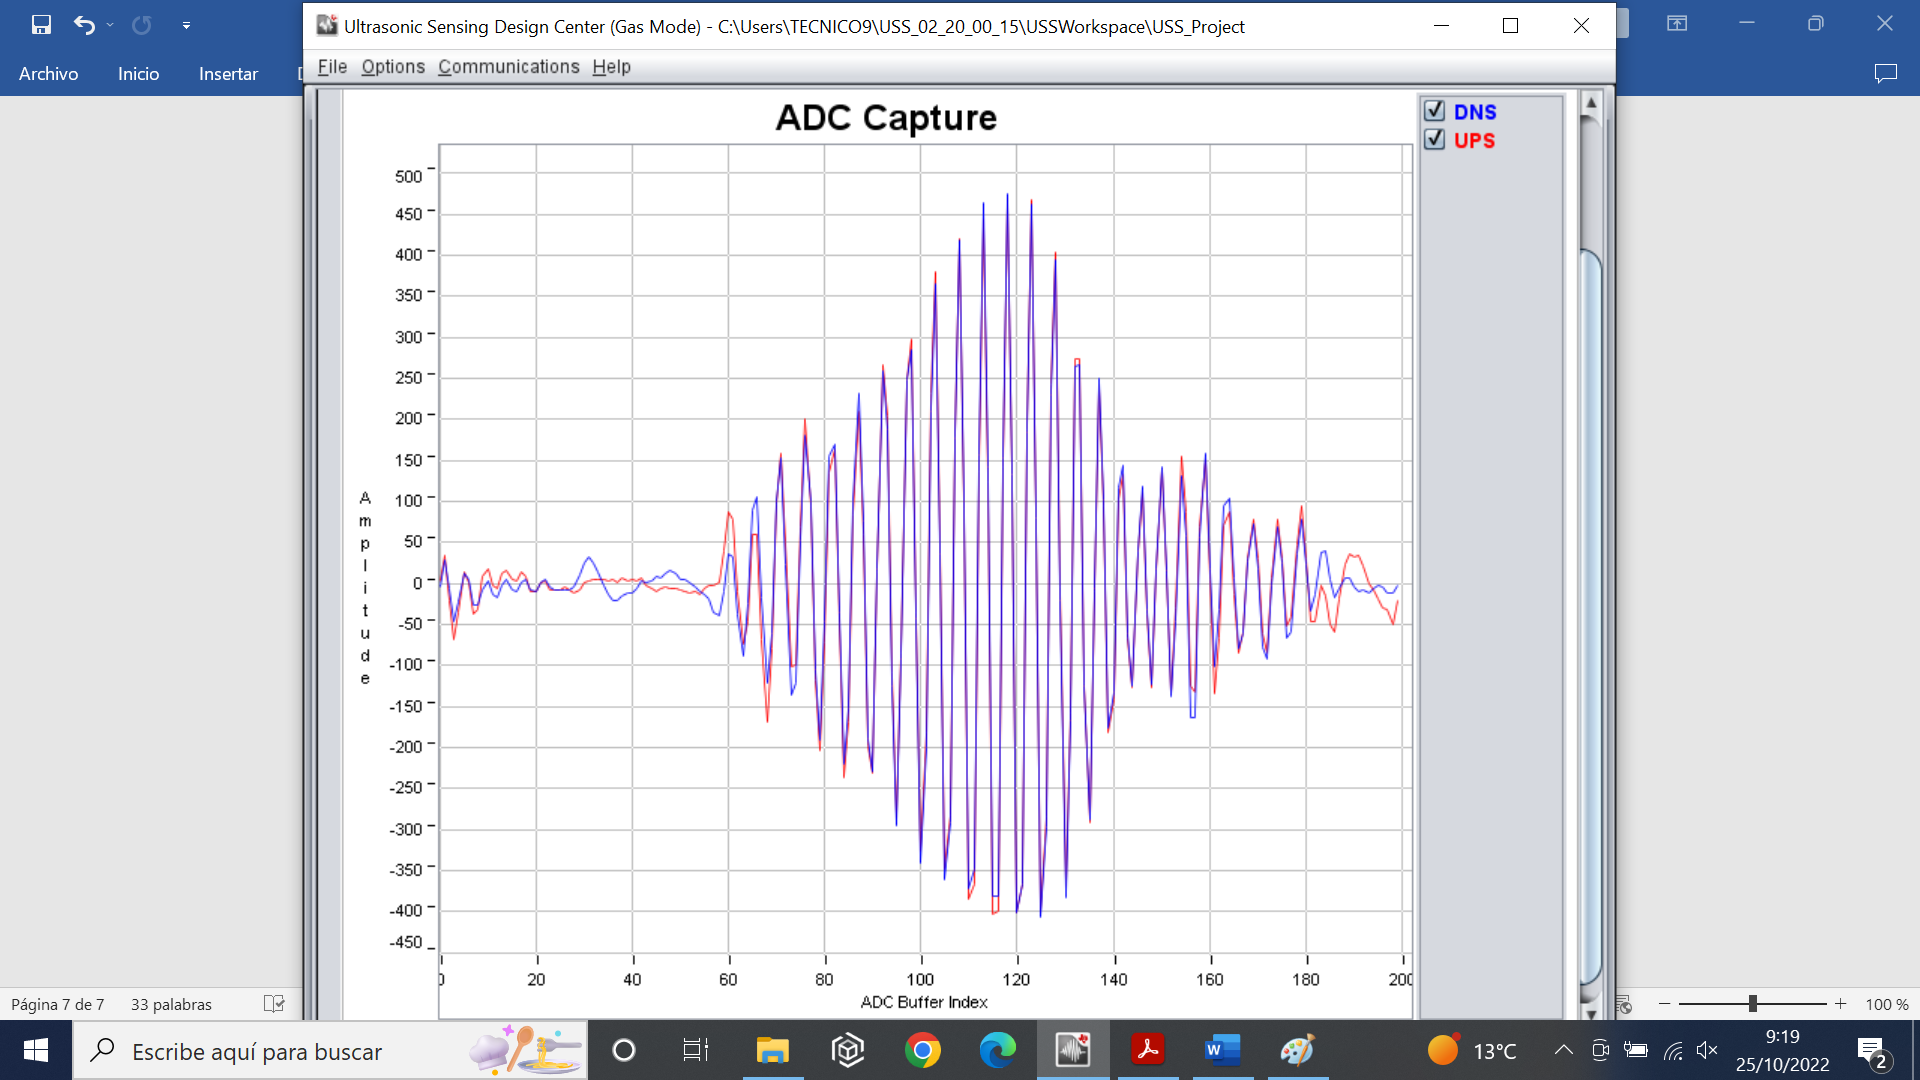 Ultrasonic Sensing Design Center (Gas Mode) - C:\Users\TECNICO9\USS_02_20_00_15\USSWorkspace\USS_Project
Archivo Inicio Insertar
File Options Communications Help
ADC Capture
DNS
UPS
500
450
400
350
300
250
200
150
100
50
0
-50
-100
-150
-200
-250
-300
-350
-400
-450
Amplitude
0 20 40 60 80 100 120 140 160 180 200
ADC Buffer Index
Página 7 de 7 33 palabras
100 %
Escribe aquí para buscar
13°C
9:19
25/10/2022
2